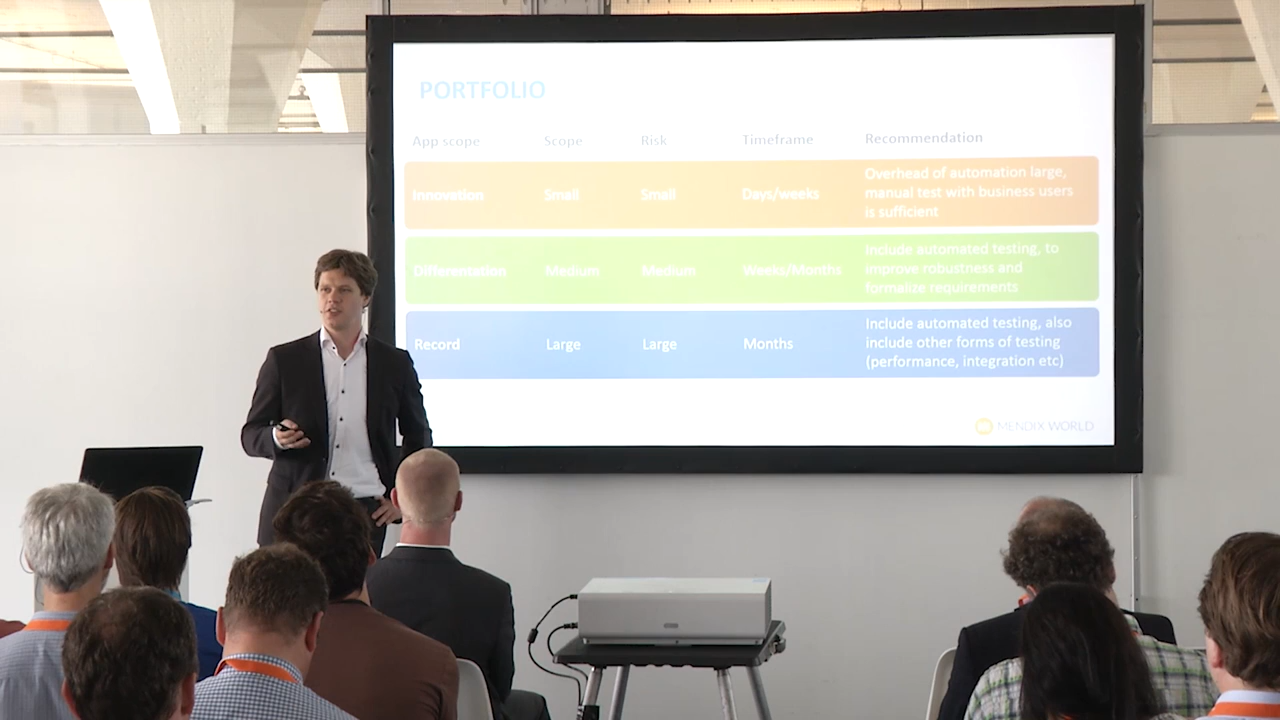 PORTFOLIO
App scope Scope Risk Timeframe Recommendation
Innovation Small Small Days/weeks Overhead of automation large,
manual test with business users
is sufficient
Differentation Medium Medium Weeks/Months Include automated testing, to
improve robustness and
formalize requirements
Record Large Large Months Include automated testing, also
include other forms of testing
(performance, integration etc)
MENDIX WORLD